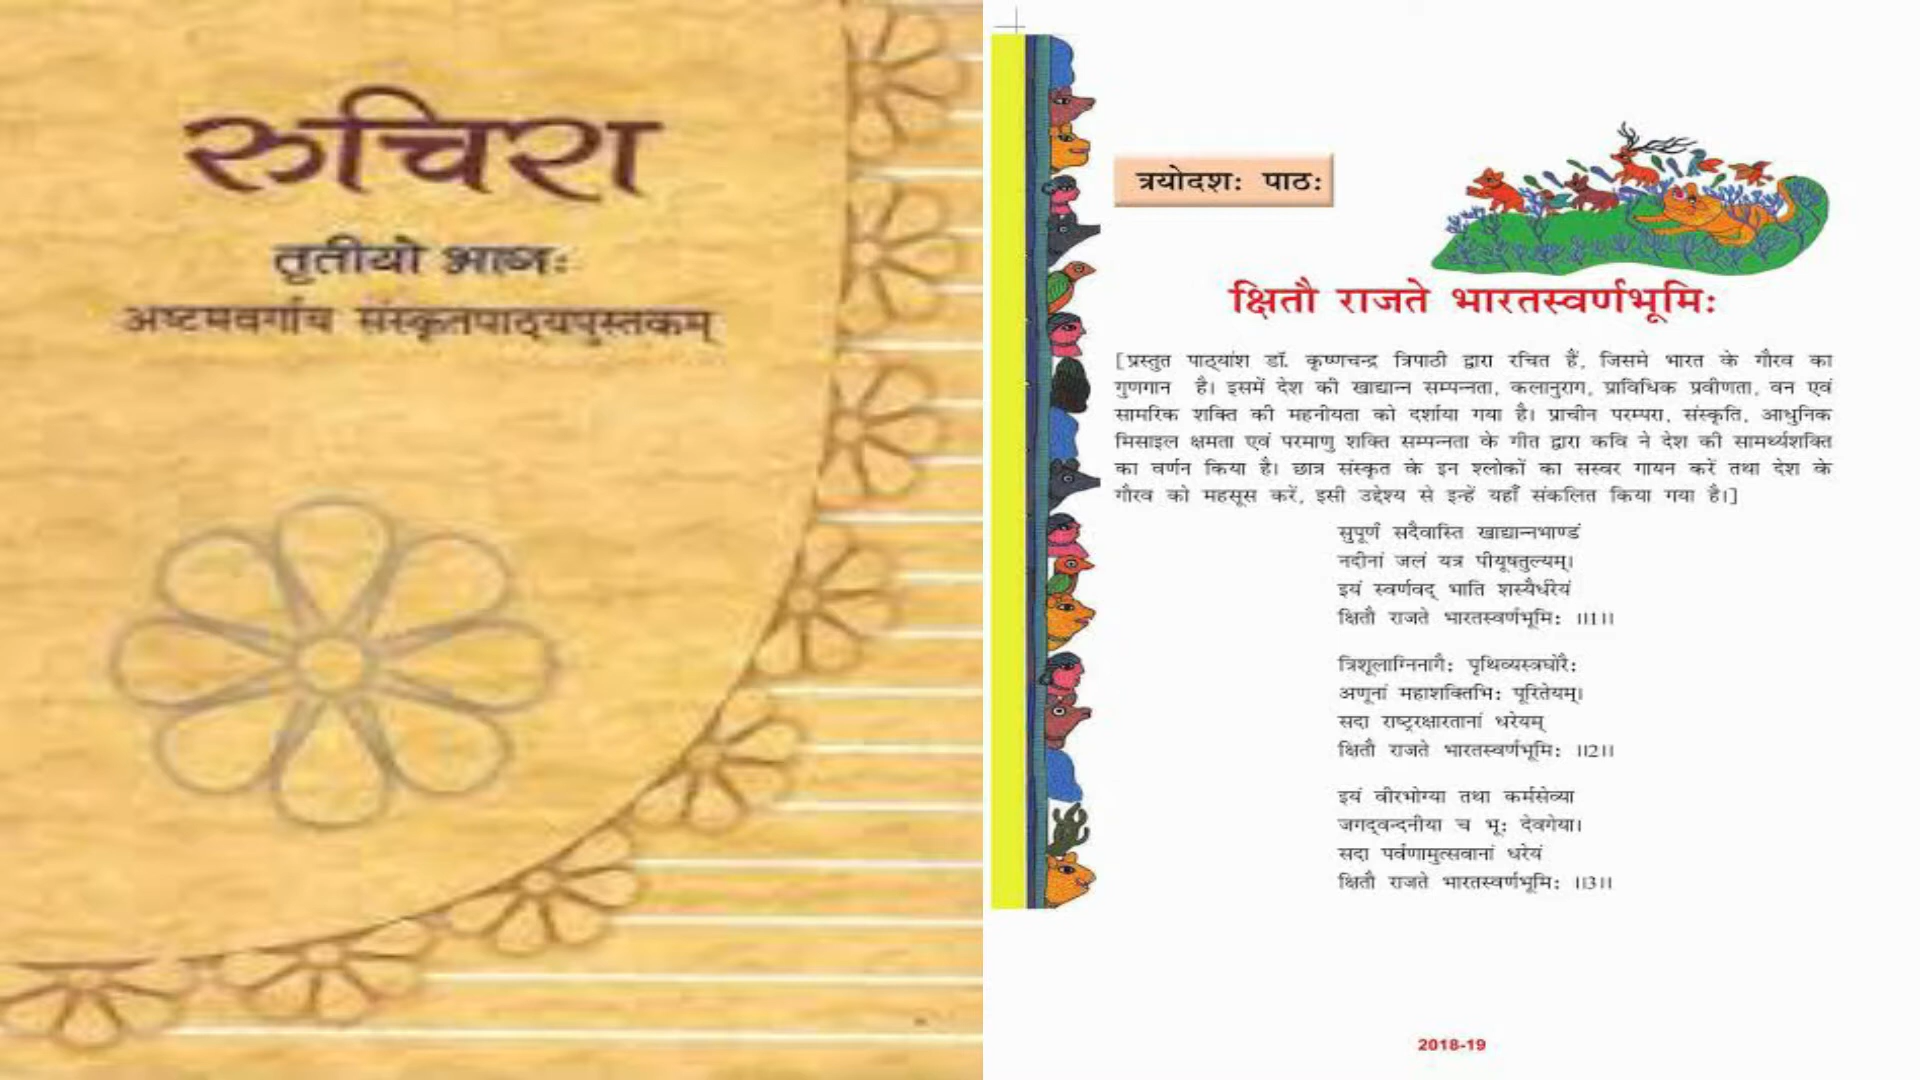 रुचिरा
तृतीयो भागः
अष्टमवर्गाय संस्कृतपाठ्यपुस्तकम्
त्रयोदशः पाठः
क्षितौ राजते भारतस्वर्णभूमिः
[प्रस्तुत पाठ्यांश डॉ. कृष्णचन्द्र त्रिपाठी द्वारा रचित हैं, जिसमे भारत के गौरव का
गुणगान है। इसमें देश की खाद्यान्न सम्पन्नता, कलानुराग, प्राविधिक प्रवीणता, वन एवं
सामरिक शक्ति की महनीयता को दर्शाया गया है। प्राचीन परम्परा, संस्कृति, आधुनिक
मिसाइल क्षमता एवं परमाणु शक्ति सम्पन्नता के गीत द्वारा कवि ने देश की सामर्थ्यशक्ति
का वर्णन किया है। छात्र संस्कृत के इन श्लोकों का सस्वर गायन करें तथा देश के
गौरव को महसूस करें, इसी उद्देश्य से इन्हें यहाँ संकलित किया गया है।]
सुपूर्णं सदैवास्ति खाद्यान्नभाण्डं
नदीनां जलं यत्र पीयूषतुल्यम्।
इयं स्वर्णवद् भाति शस्यैर्धरेयं
क्षितौ राजते भारतस्वर्णभूमिः ।।1।।
त्रिशूलाग्निनागैः पृथिव्यस्त्रघोरैः
अणूनां महाशक्तिभिः पूरितेयम्।
सदा राष्ट्ररक्षारतानां धरेयम्
क्षितौ राजते भारतस्वर्णभूमिः ।।2।।
इयं वीरभोग्या तथा कर्मसेव्या
जगद्वन्दनीया च भूः देवगेया।
सदा पर्वणामुत्सवानां धरेयं
क्षितौ राजते भारतस्वर्णभूमिः ।।3।।
2018-19